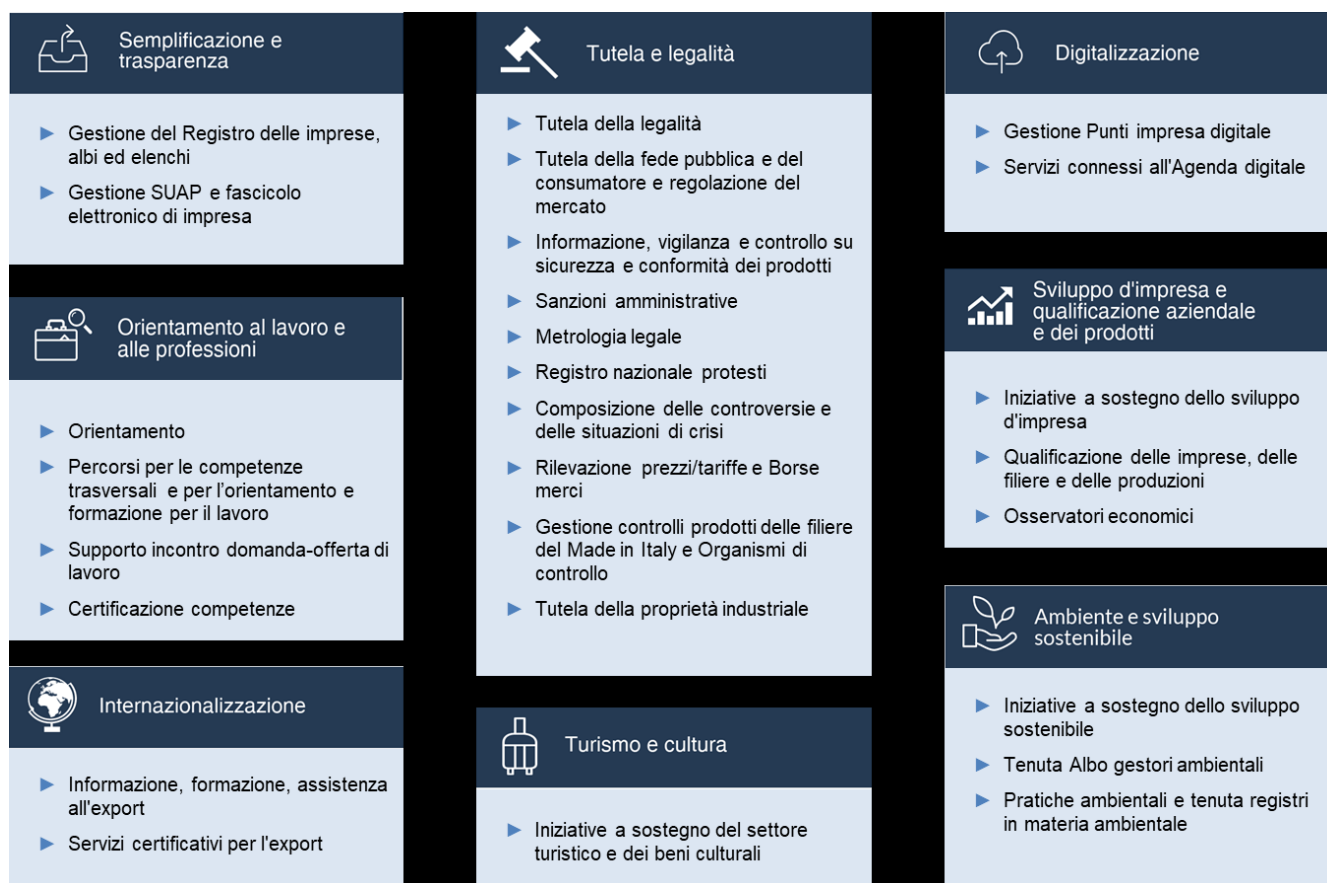 Semplificazione e
trasparenza
► Gestione del Registro delle imprese,
albi ed elenchi
► Gestione SUAP e fascicolo
elettronico di impresa
Orientamento al lavoro e
alle professioni
► Orientamento
► Percorsi per le competenze
trasversali e per l’orientamento e
formazione per il lavoro
► Supporto incontro domanda-offerta di
lavoro
► Certificazione competenze
Internazionalizzazione
► Informazione, formazione, assistenza
all'export
► Servizi certificativi per l'export
Tutela e legalità
► Tutela della legalità
► Tutela della fede pubblica e del
consumatore e regolazione del
mercato
► Informazione, vigilanza e controllo su
sicurezza e conformità dei prodotti
► Sanzioni amministrative
► Metrologia legale
► Registro nazionale protesti
► Composizione delle controversie e
delle situazioni di crisi
► Rilevazione prezzi/tariffe e Borse
merci
► Gestione controlli prodotti delle filiere
del Made in Italy e Organismi di
controllo
► Tutela della proprietà industriale
Turismo e cultura
► Iniziative a sostegno del settore
turistico e dei beni culturali
Digitalizzazione
► Gestione Punti impresa digitale
► Servizi connessi all'Agenda digitale
Sviluppo d'impresa e
qualificazione aziendale
e dei prodotti
► Iniziative a sostegno dello sviluppo
d'impresa
► Qualificazione delle imprese, delle
filiere e delle produzioni
► Osservatori economici
Ambiente e sviluppo
sostenibile
► Iniziative a sostegno dello sviluppo
sostenibile
► Tenuta Albo gestori ambientali
► Pratiche ambientali e tenuta registri
in materia ambientale